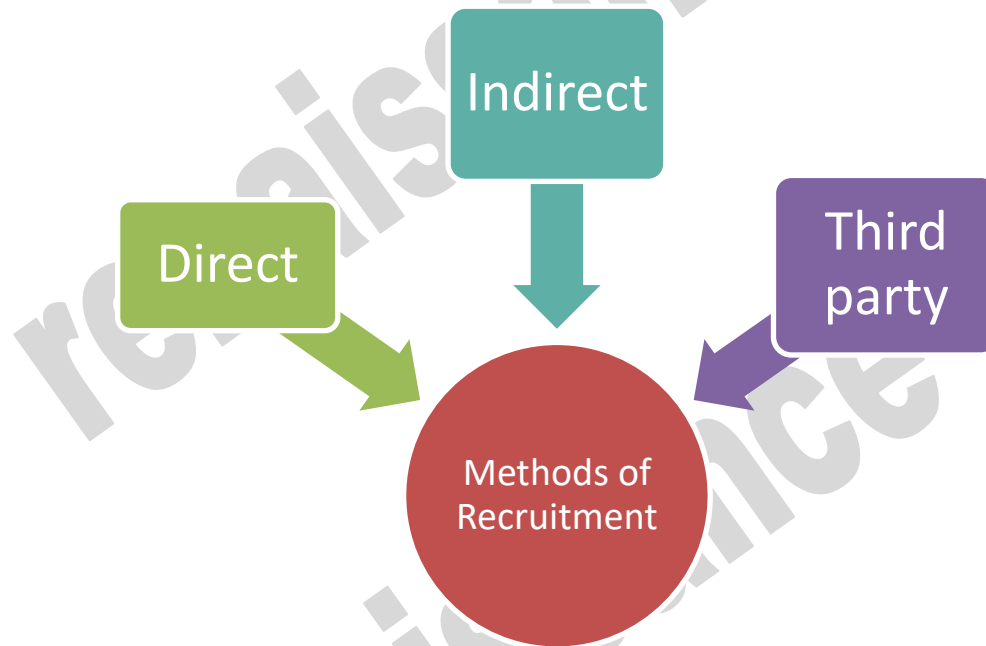 Indirect
Direct
Third
party
Methods of
Recruitment